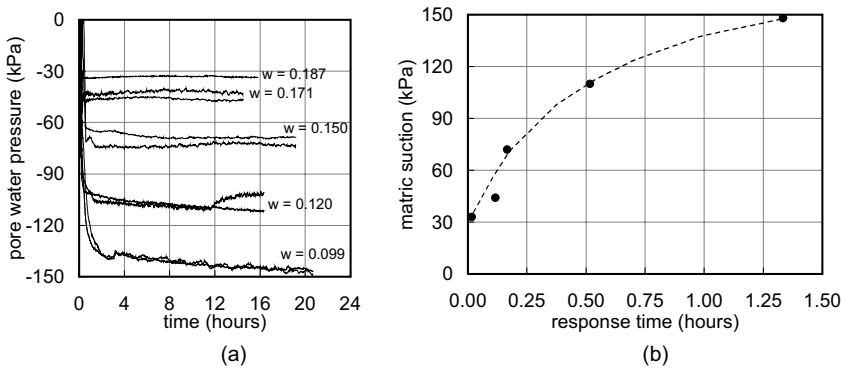 0
-30
-60
-90
-120
-150
pore water pressure (kPa)
w = 0.187
w = 0.171
w = 0.150
w = 0.120
w = 0.099
0 4 8 12 16 20 24
time (hours)
(a)
150
120
90
60
30
0
matric suction (kPa)
0.00 0.25 0.50 0.75 1.00 1.25 1.50
response time (hours)
(b)